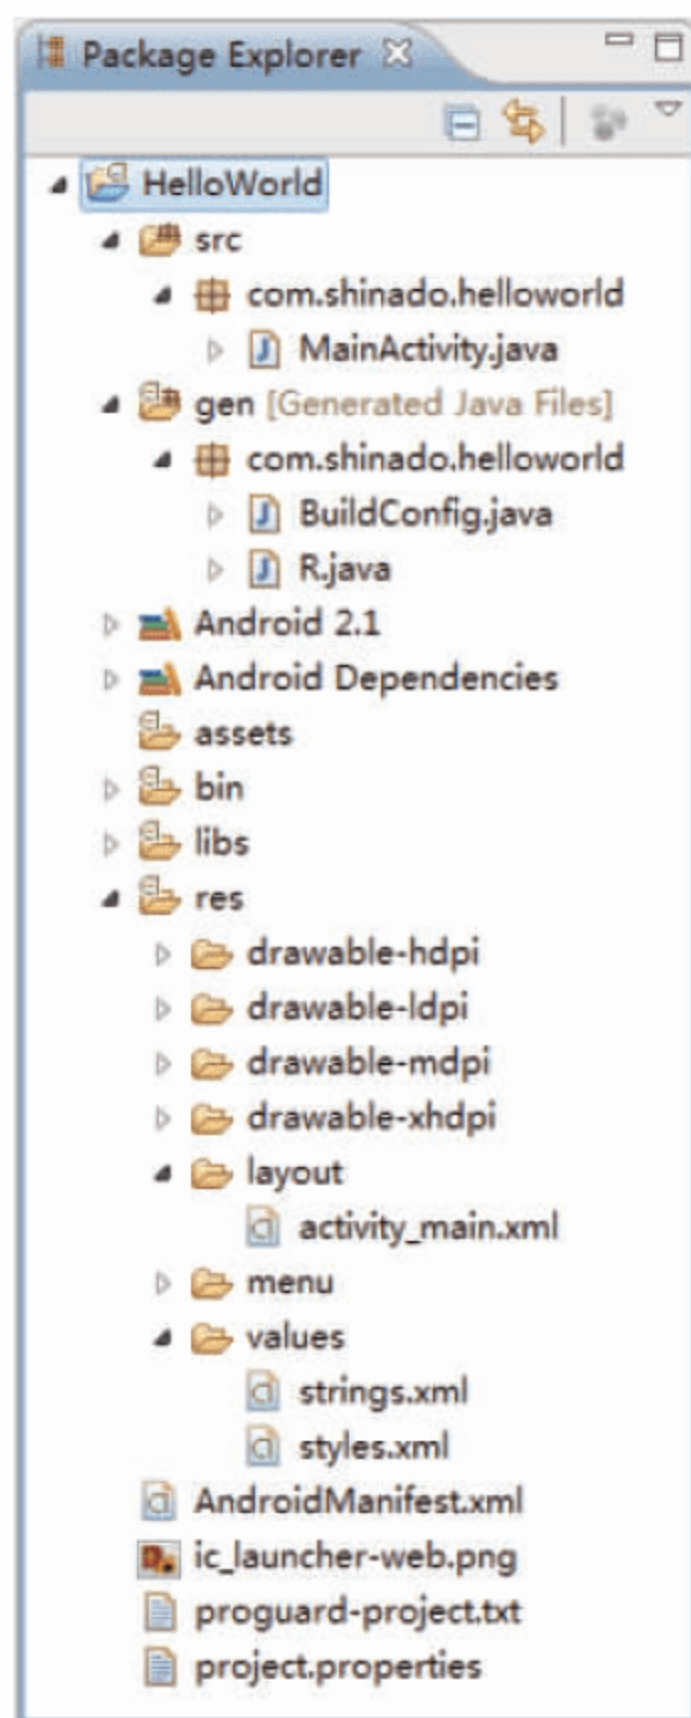 Package Explorer
HelloWorld
src
com.shinado.helloworld
MainActivity.java
gen [Generated Java Files]
com.shinado.helloworld
BuildConfig.java
R.java
Android 2.1
Android Dependencies
assets
bin
libs
res
drawable-hdpi
drawable-ldpi
drawable-mdpi
drawable-xhdpi
layout
activity_main.xml
menu
values
strings.xml
styles.xml
AndroidManifest.xml
ic_launcher-web.png
proguard-project.txt
project.properties